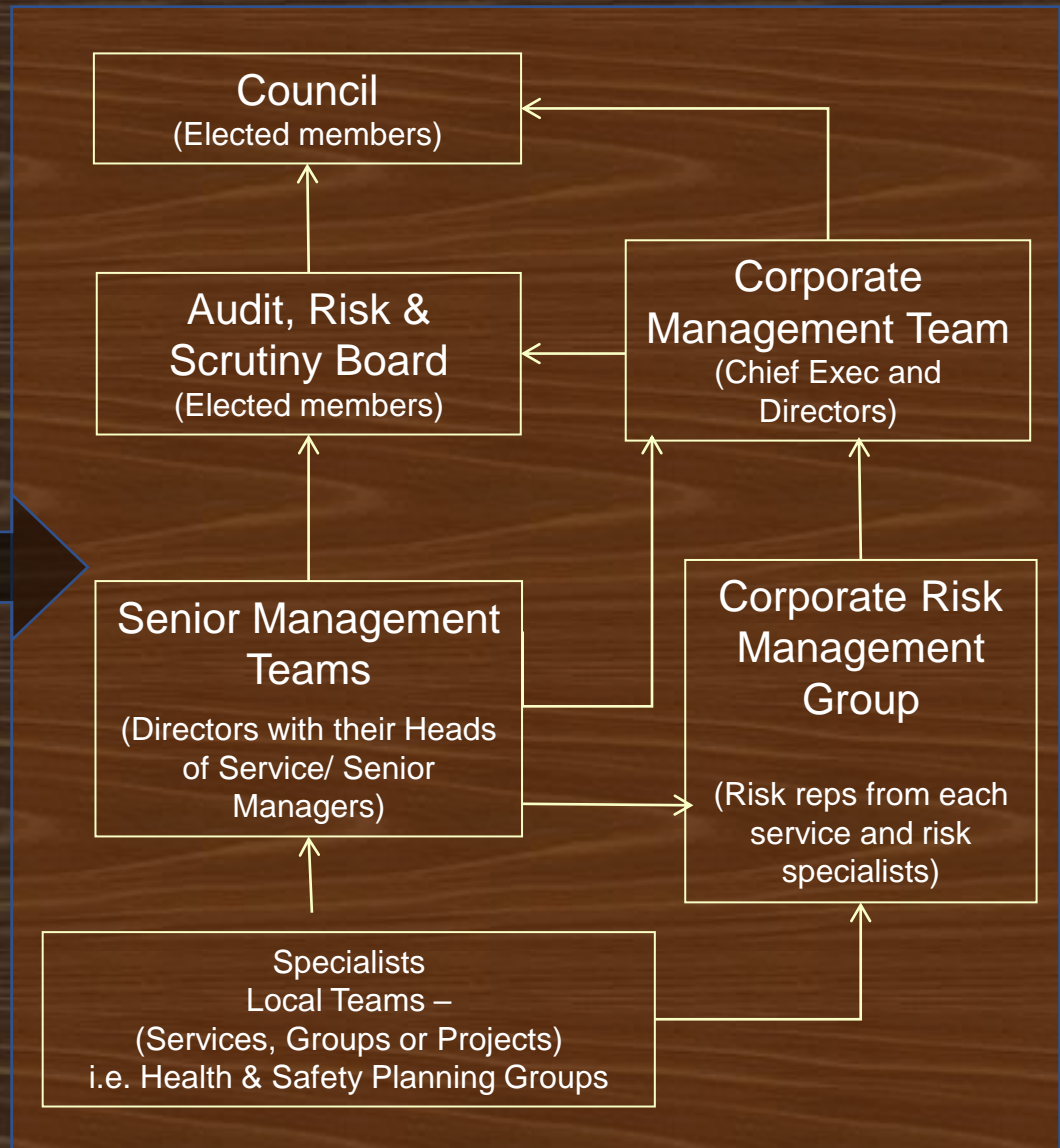 Council
(Elected members)
Audit, Risk &
Scrutiny Board
(Elected members)
Corporate
Management Team
(Chief Exec and
Directors)
Senior Management
Teams
(Directors with their Heads
of Service/ Senior
Managers)
Corporate Risk
Management
Group
(Risk reps from each
service and risk
specialists)
Specialists
Local Teams –
(Services, Groups or Projects)
i.e. Health & Safety Planning Groups